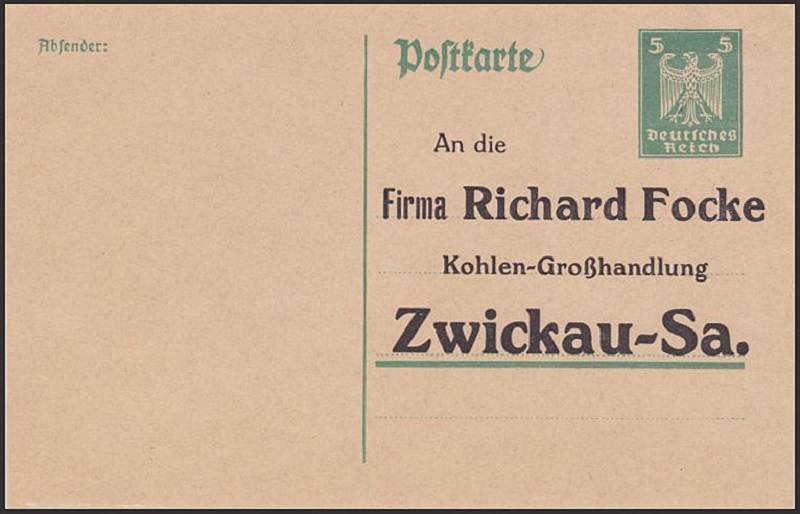 Absender:
Postkarte
5 5
Deutsches
Reich
An die
Firma Richard Focke
Kohlen-Großhandlung
Zwickau-Sa.